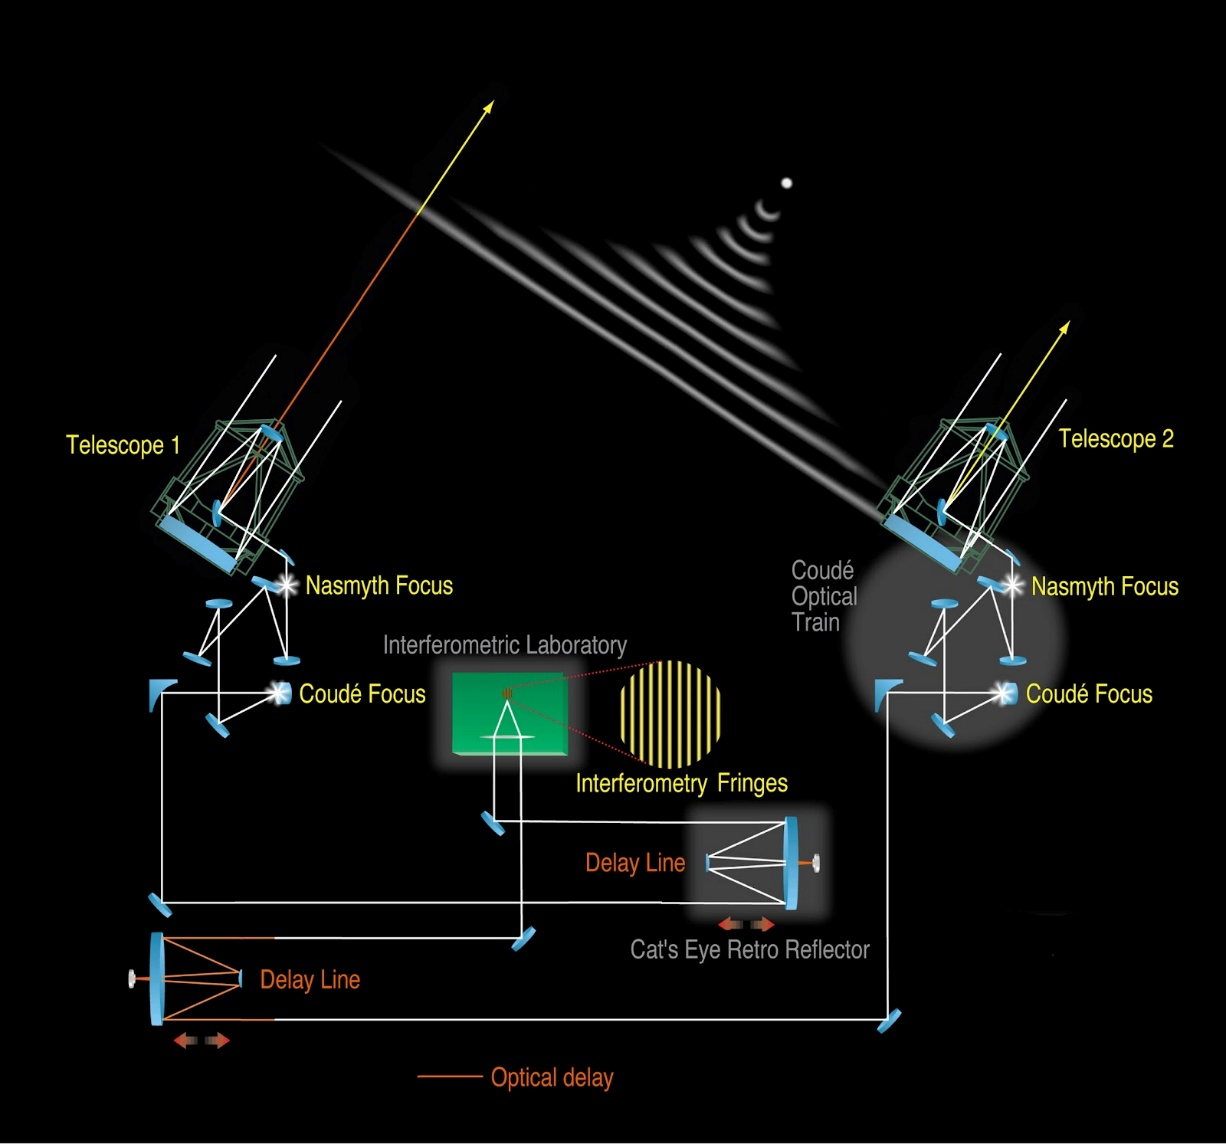 Telescope 1
Telescope 2
Coudé
Optical
Train
Nasmyth Focus
Nasmyth Focus
Interferometric Laboratory
Coudé Focus
Coudé Focus
Interferometry Fringes
Delay Line
Cat's Eye Retro Reflector
Delay Line
Optical delay